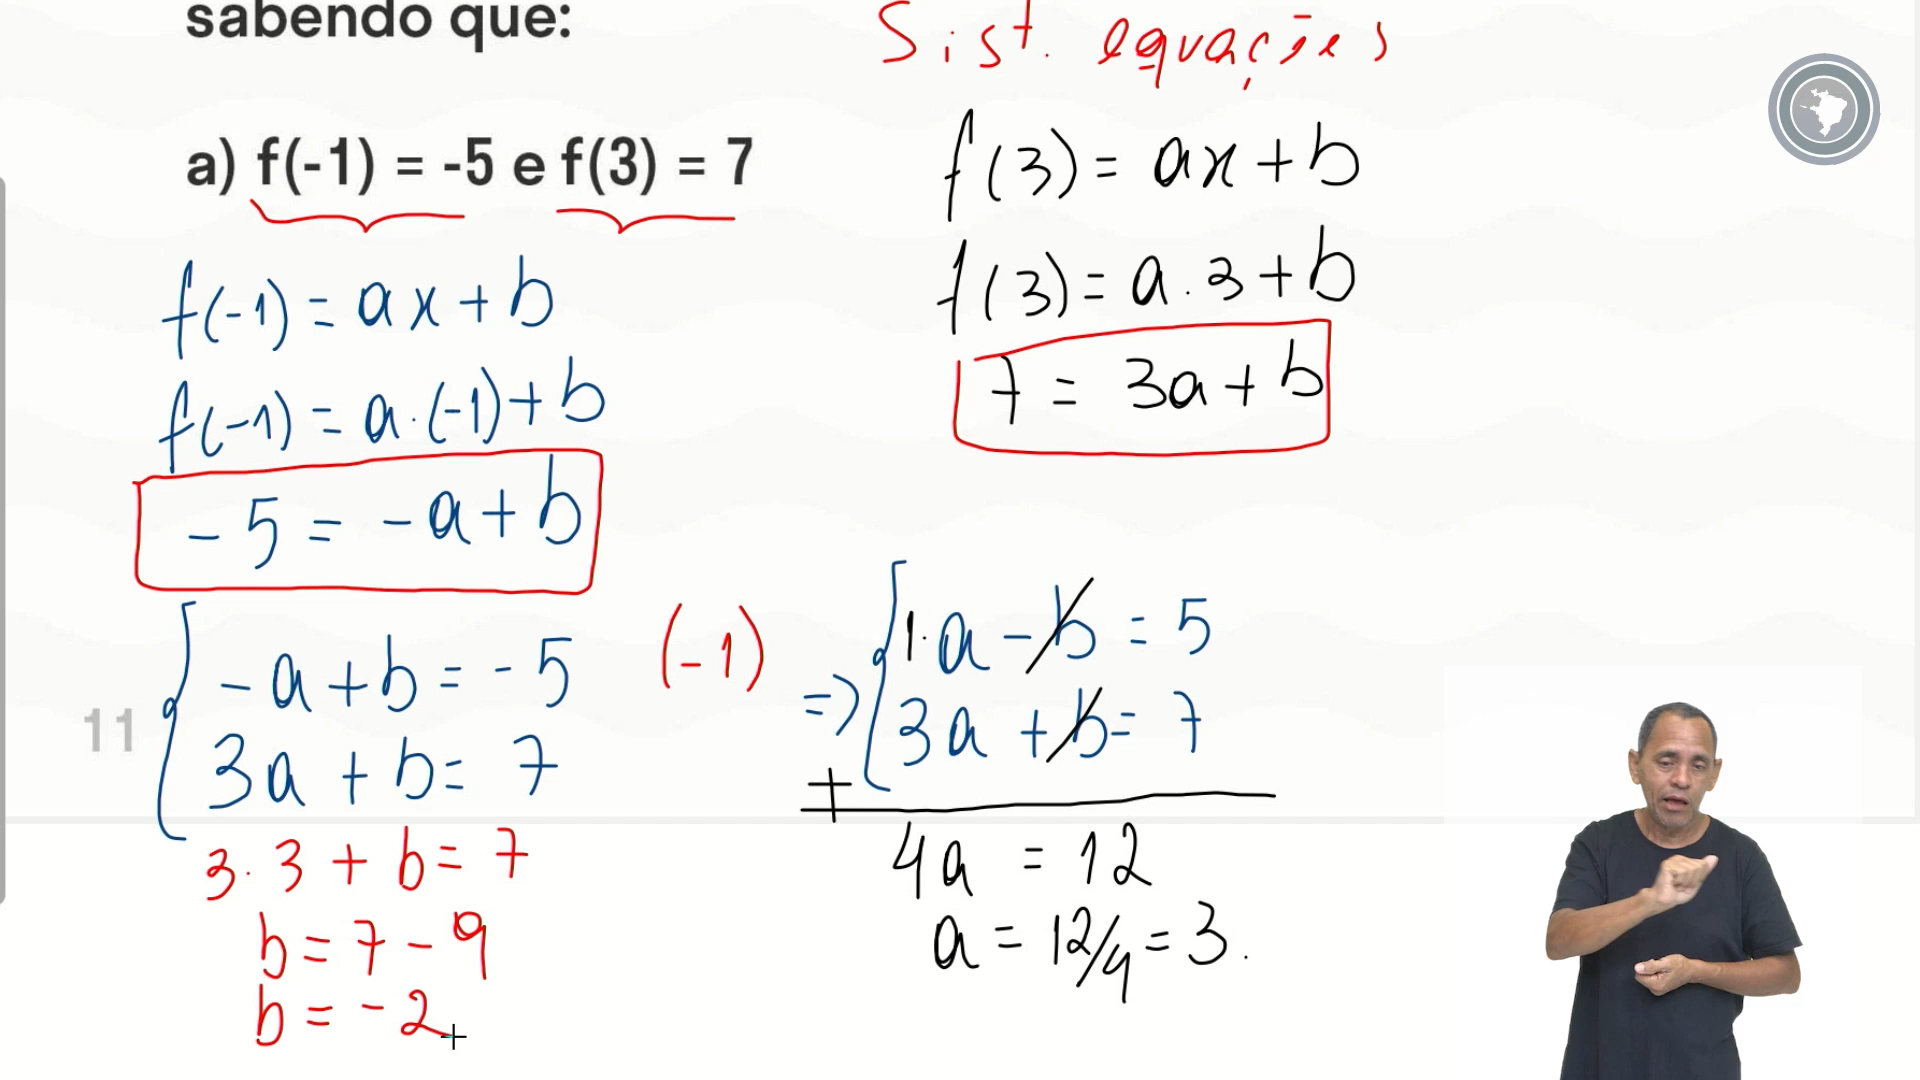 sabendo que:
a) f(-1) = -5 e f(3) = 7
f(-1) = ax + b
f(-1) = a·(-1) + b
-5 = -a + b
-a + b = -5 (-1)
3a + b = 7
11
3·3 + b = 7
b = 7 - 9
b = -2
Sist. equações
f(3) = ax + b
f(3) = a.3 + b
7 = 3a + b
1·a - b = 5
=> 3a + b = 7
+
4a = 12
a = 12/4 = 3.